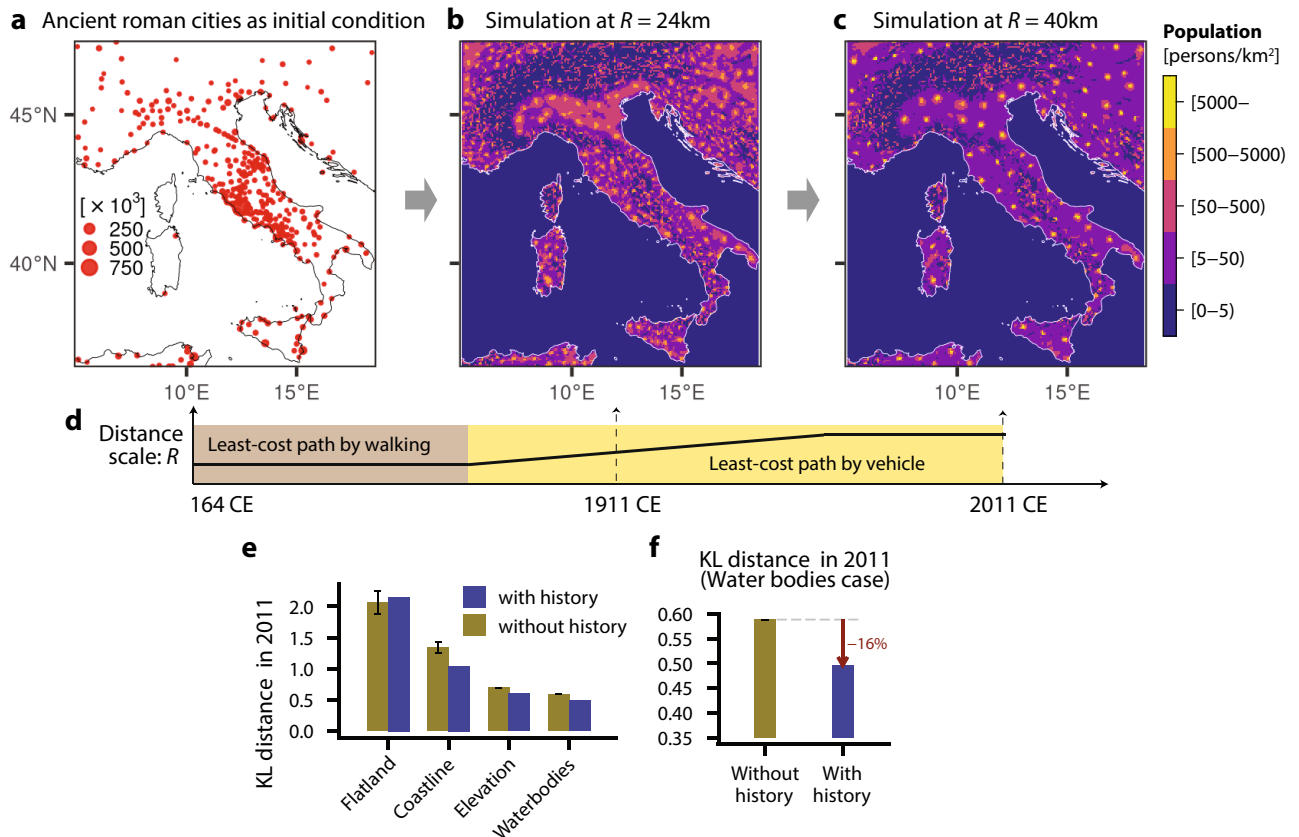 a Ancient roman cities as initial condition
b Simulation at R = 24km
c Simulation at R = 40km
Population
[persons/km²]
[5000−
[500−5000)
[50−500)
[5−50)
[0−5)
45°N
40°N
[ × 10³]
250
500
750
10°E 15°E
10°E 15°E
10°E 15°E
d
Distance
scale: R
Least-cost path by walking
Least-cost path by vehicle
164 CE 1911 CE 2011 CE
e
KL distance in 2011
2.0
1.5
1.0
0.5
0.0
with history
without history
Flatland
Coastline
Elevation
Waterbodies
f
KL distance in 2011
(Water bodies case)
0.60
0.50
0.45
0.40
0.35
−16%
Without
history
With
history